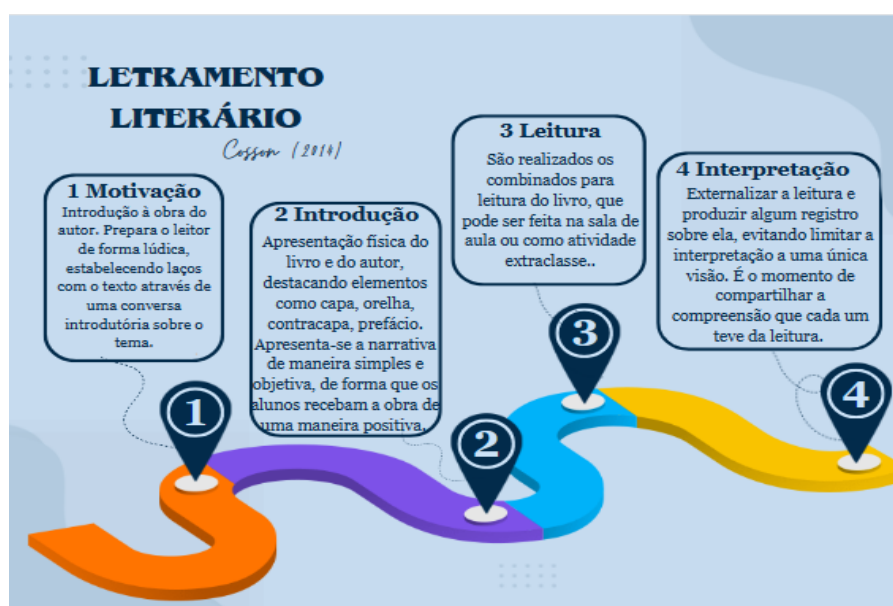 LETRAMENTO
LITERÁRIO
Cosson (2014)
1 Motivação
Introdução à obra do
autor. Prepara o leitor
de forma lúdica,
estabelecendo laços
com o texto através de
uma conversa
introdutória sobre o
tema.
2 Introdução
Apresentação física do
livro e do autor,
destacando elementos
como capa, orelha,
contracapa, prefácio.
Apresenta-se a narrativa
de maneira simples e
objetiva, de forma que os
alunos recebam a obra de
uma maneira positiva.
3 Leitura
São realizados os
combinados para
leitura do livro, que
pode ser feita na sala de
aula ou como atividade
extraclasse..
4 Interpretação
Externalizar a leitura e
produzir algum registro
sobre ela, evitando limitar a
interpretação a uma única
visão. É o momento de
compartilhar a
compreensão que cada um
teve da leitura.
1
2
3
4